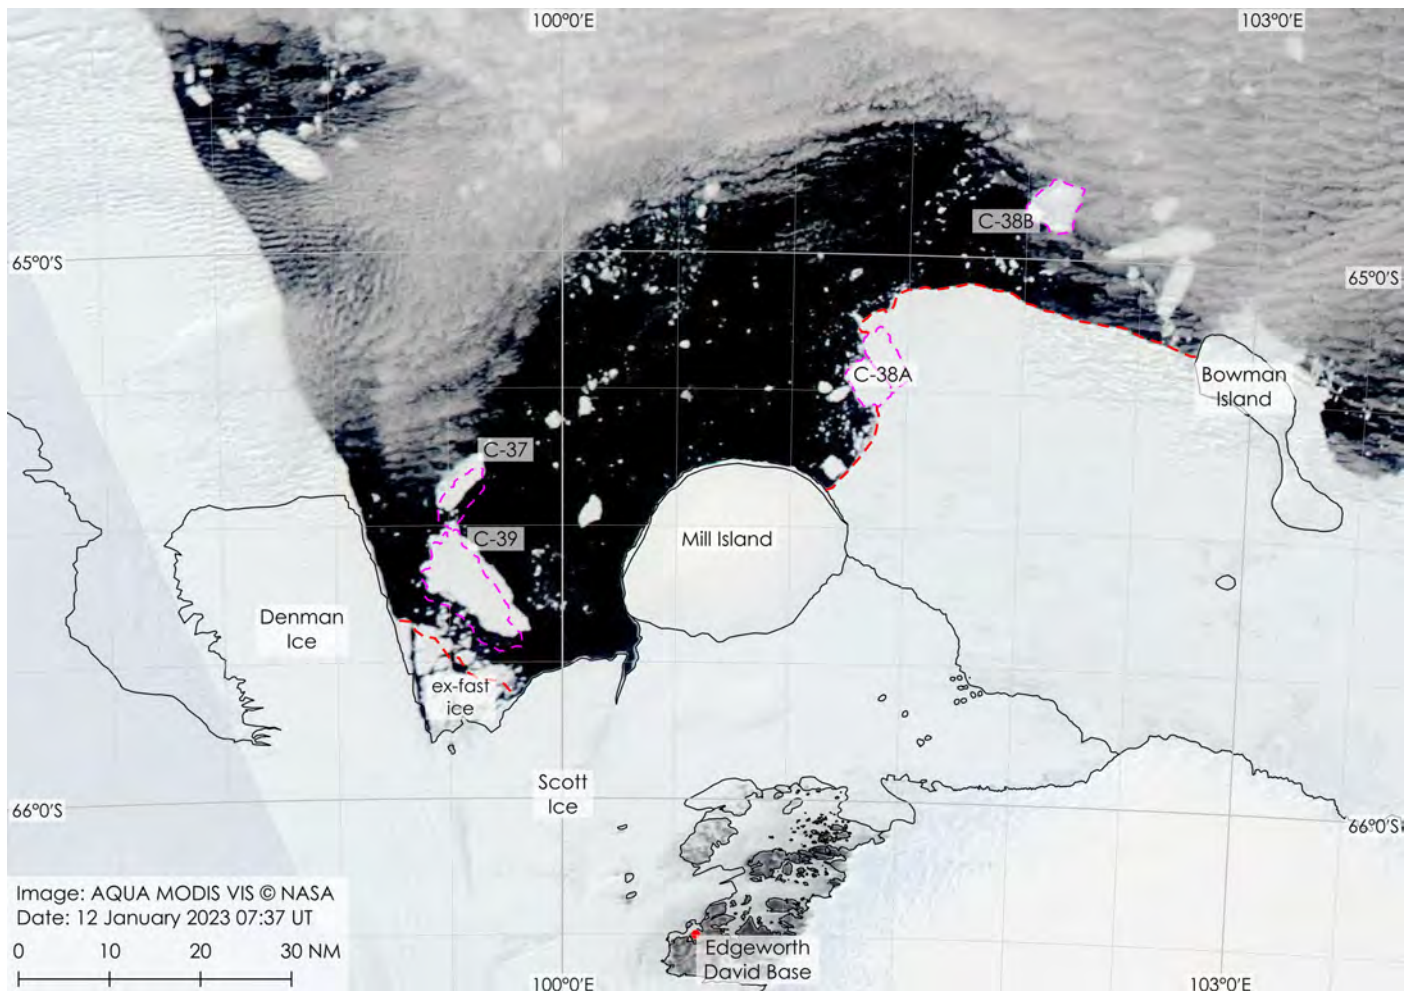 100°0'E
103°0'E
C-38B
65°0'S
65°0'S
C-38A
Bowman
Island
C-37
C-39
Mill Island
Denman
Ice
ex-fast
ice
Scott
Ice
66°0'S
66°0'S
Image: AQUA MODIS VIS © NASA
Date: 12 January 2023 07:37 UT
0 10 20 30 NM
Edgeworth
David Base
100°0'E
103°0'E